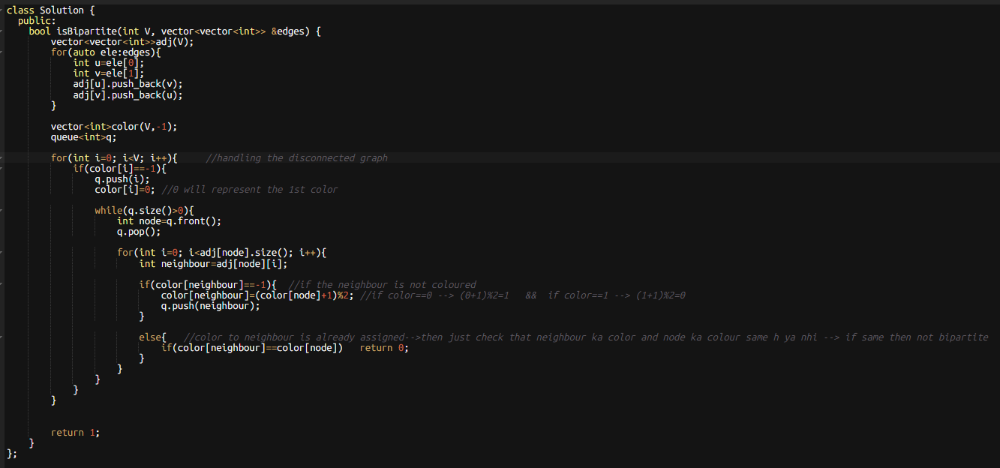 class Solution {
  public:
    bool isBipartite(int V, vector<vector<int>> &edges) {
        vector<vector<int>>adj(V);
        for(auto ele:edges){
            int u=ele[0];
            int v=ele[1];
            adj[u].push_back(v);
            adj[v].push_back(u);
        }
        vector<int>color(V,-1);
        queue<int>q;
        for(int i=0; i<V; i++){     //handling the disconnected graph
            if(color[i]==-1){
                q.push(i);
                color[i]=0; //0 will represent the 1st color
                while(q.size()>0){
                    int node=q.front();
                    q.pop();
                    for(int i=0; i<adj[node].size(); i++){
                        int neighbour=adj[node][i];
                        if(color[neighbour]==-1){  //if the neighbour is not coloured
                            color[neighbour]=(color[node]+1)%2; //if color==0 --> (0+1)%2=1   &&  if color==1 --> (1+1)%2=0
                            q.push(neighbour);
                        }
                        else{   //color to neighbour is already assigned-->then just check that neighbour ka color and node ka colour same h ya nhi --> if same then not bipartite
                            if(color[neighbour]==color[node])   return 0;
                        }
                    }
                }
            }
        }
        return 1;
    }
};